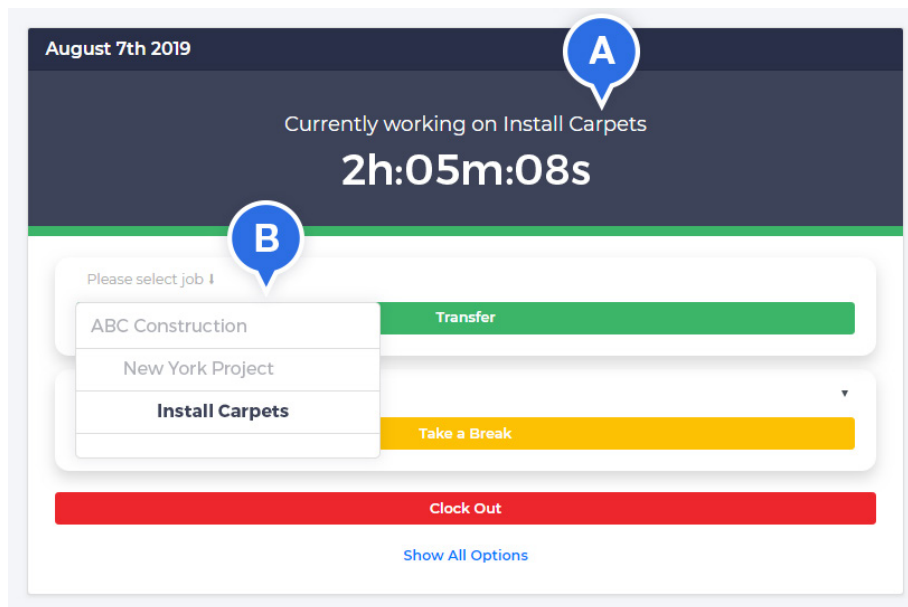 August 7th 2019
A
Currently working on Install Carpets
2h:05m:08s
B
Please select job ⬇
Transfer
ABC Construction
New York Project
Install Carpets
Take a Break
Clock Out
Show All Options